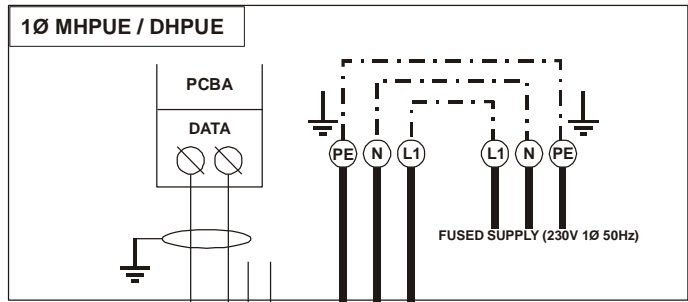 1Ø MHPUE / DHPUE
PCBA
DATA
PE N L1 L1 N PE
FUSED SUPPLY (230V 1Ø 50Hz)